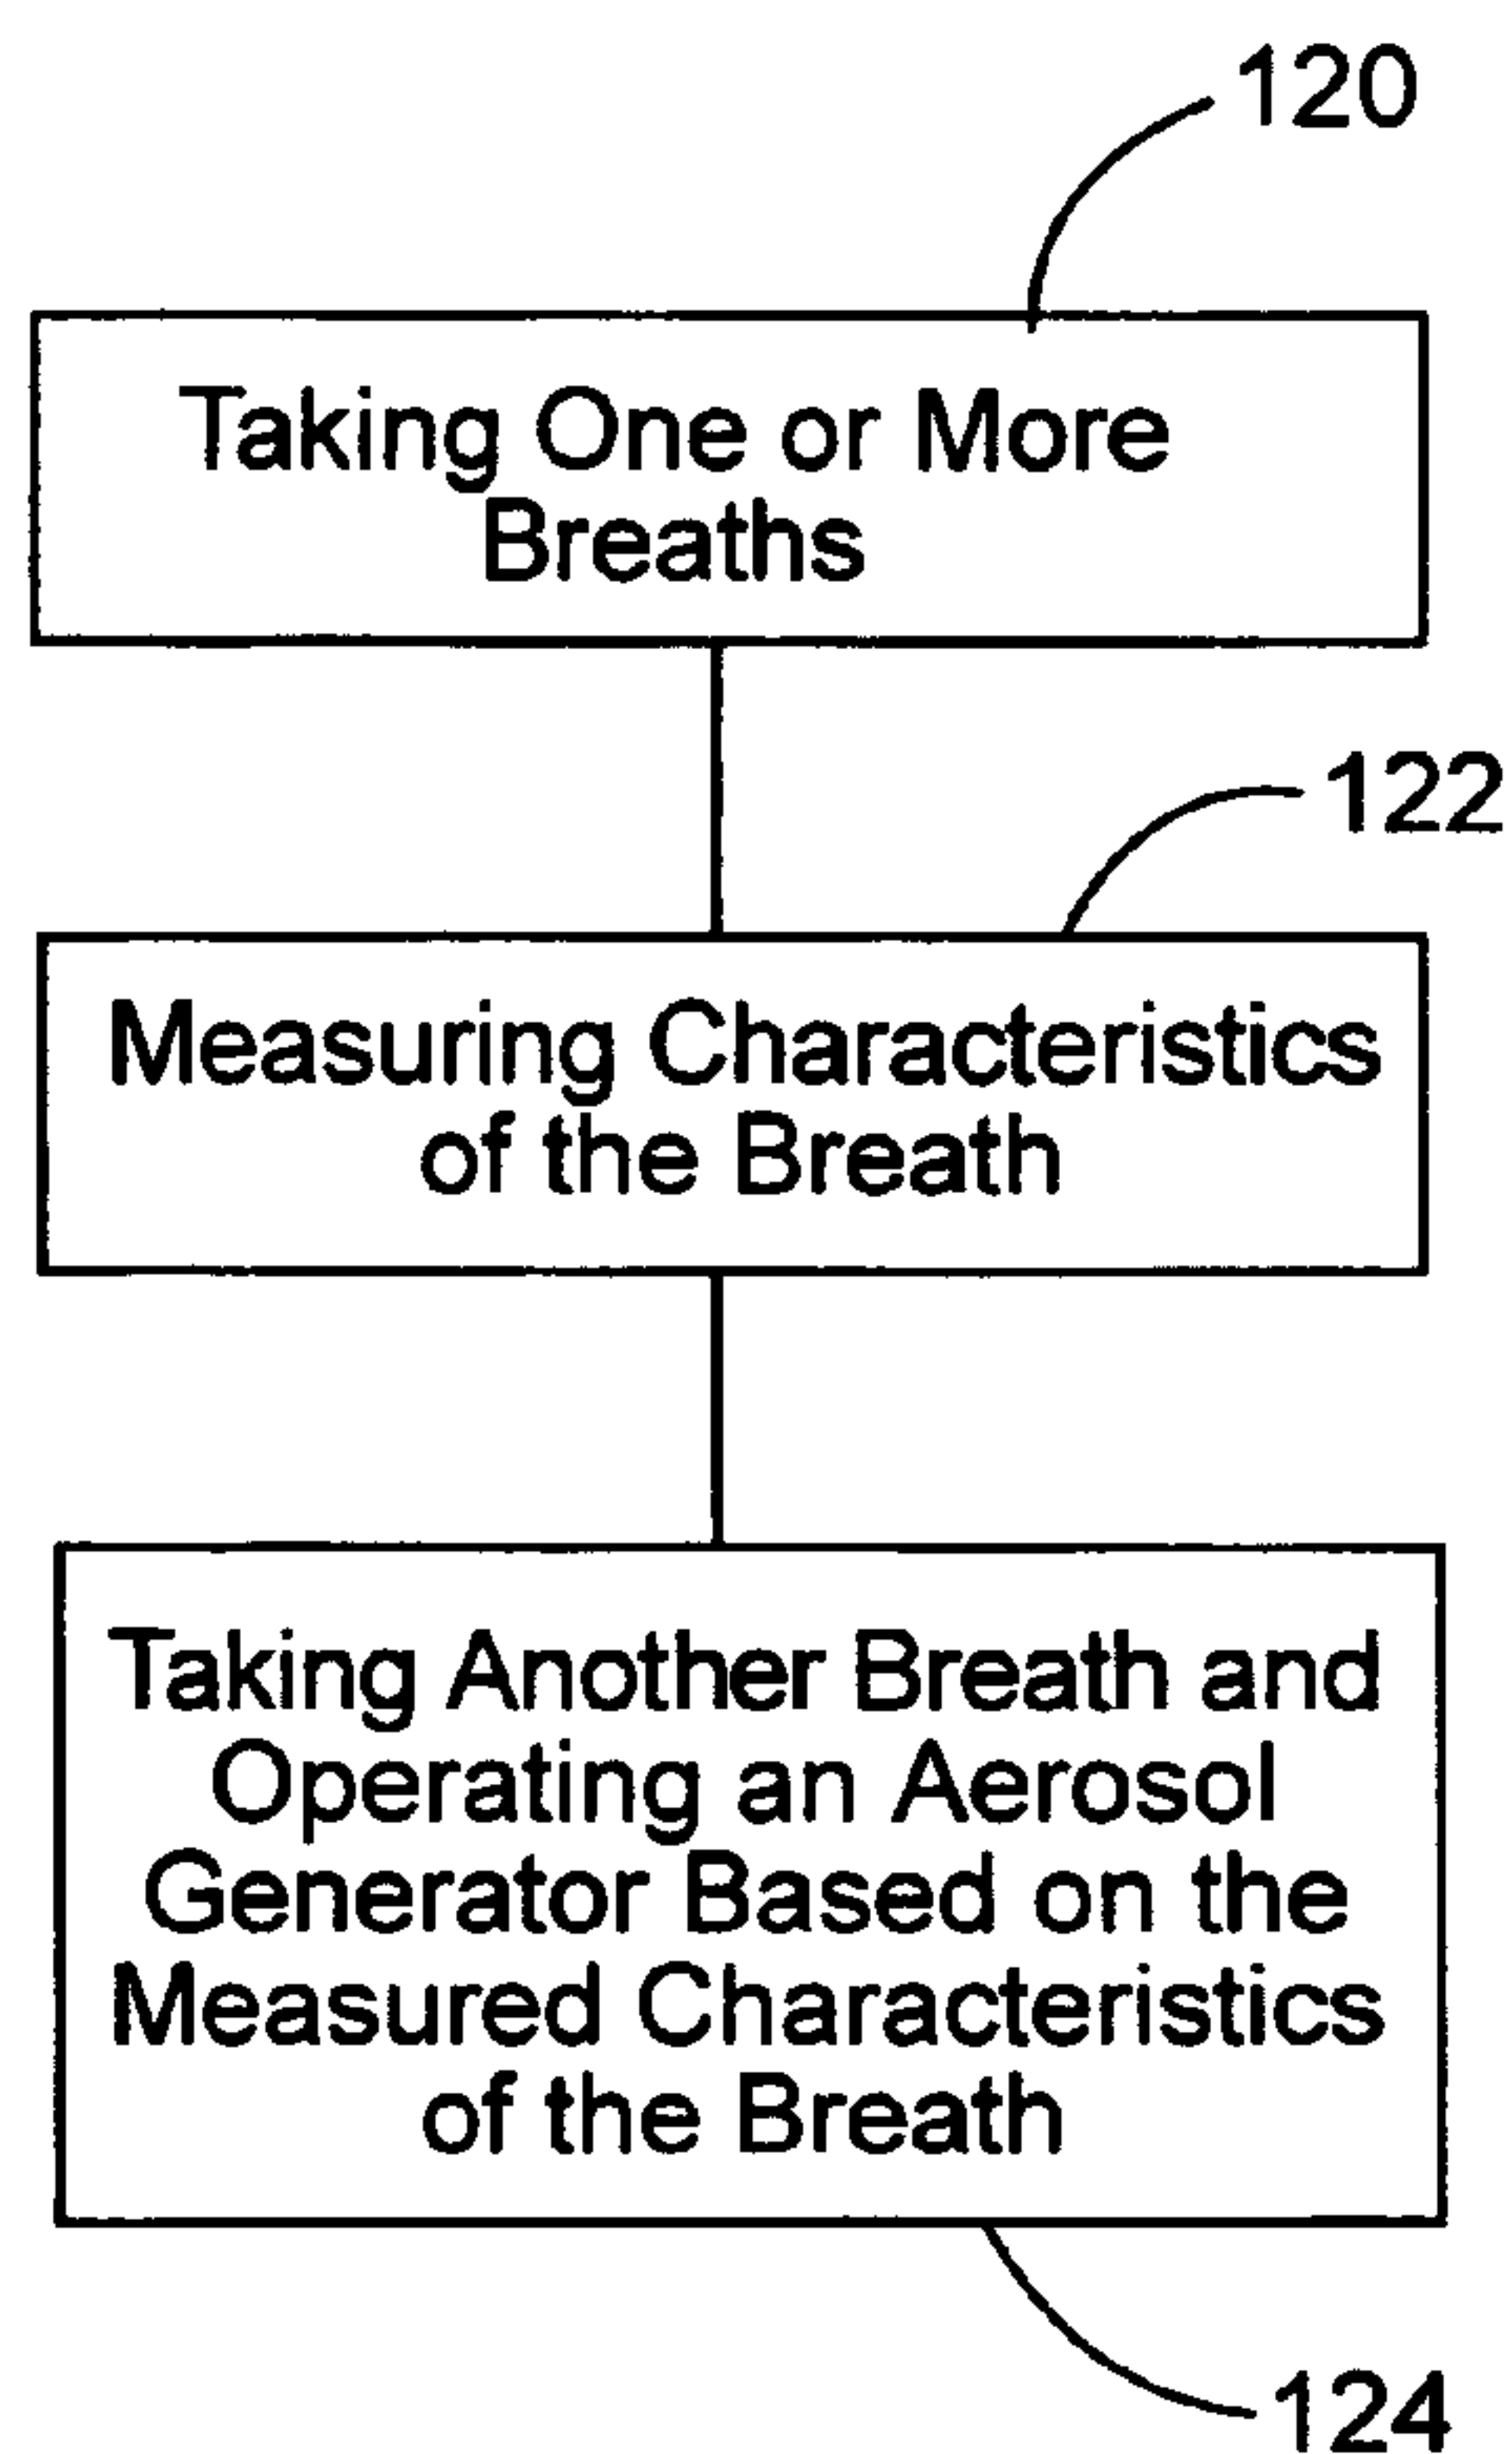 120
Taking One or More
Breaths
122
Measuring Characteristics
of the Breath
Taking Another Breath and
Operating an Aerosol
Generator Based on the
Measured Characteristics
of the Breath
124